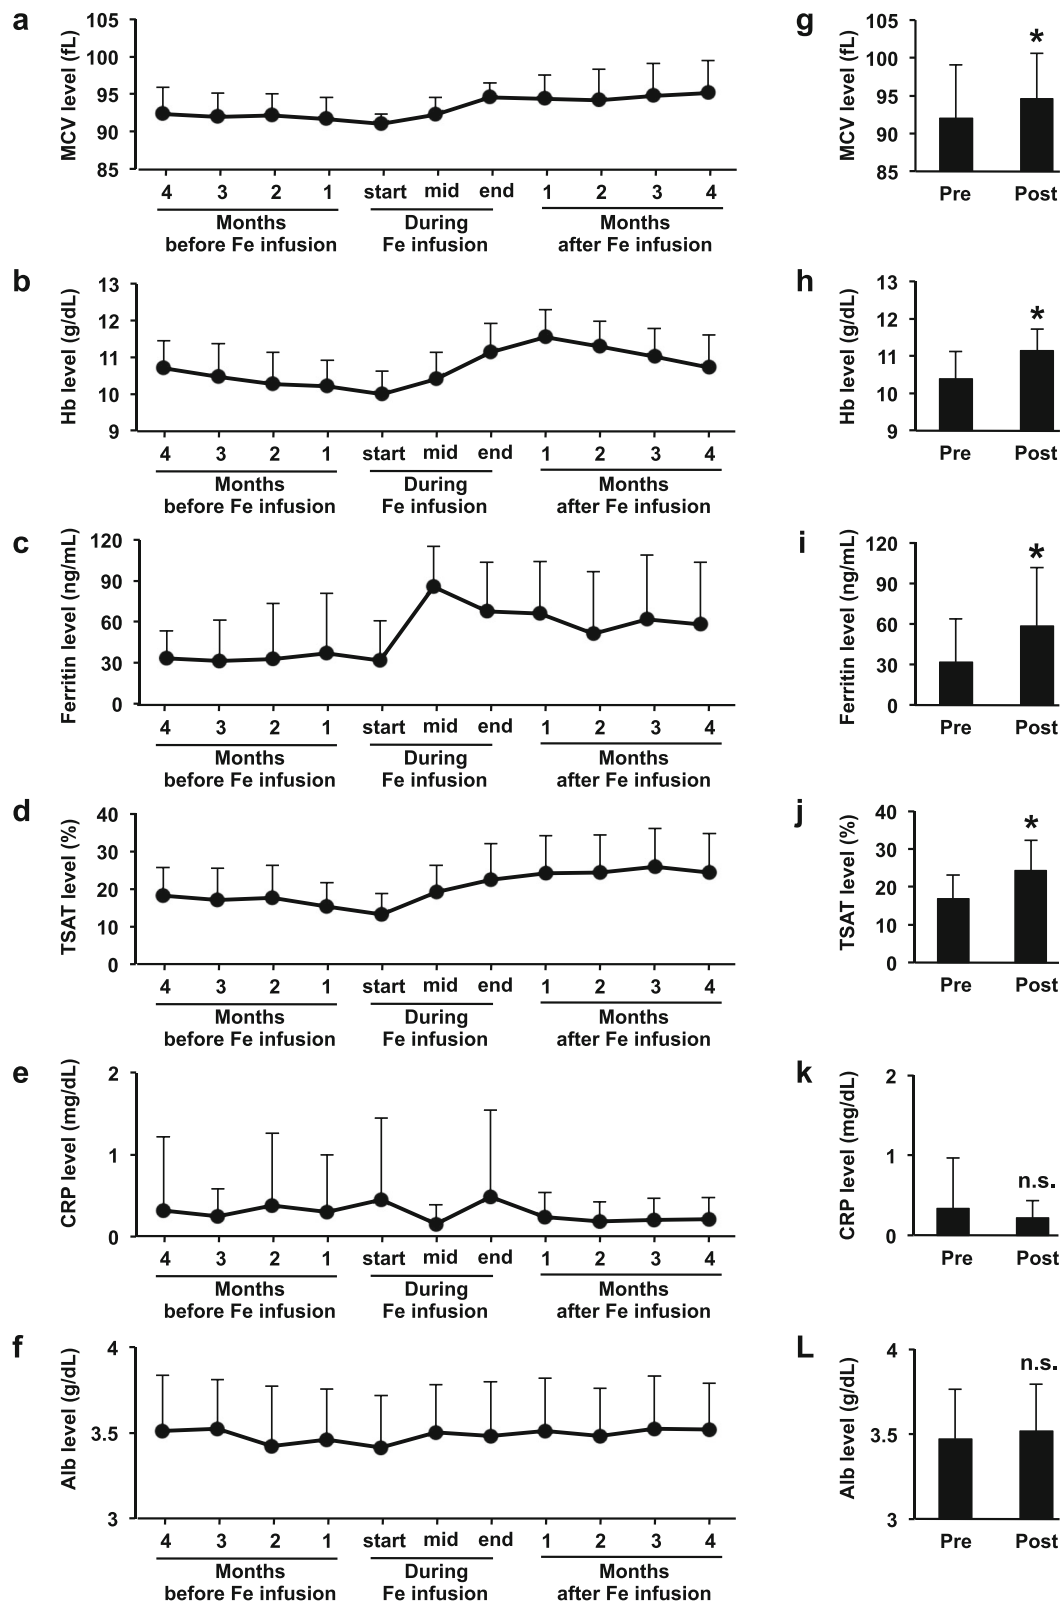 a
MCV level (fL)
105
100
95
90
85
4 3 2 1 start mid end 1 2 3 4
Months During Months
before Fe infusion Fe infusion after Fe infusion
g
MCV level (fL)
105
100
95
90
85
*
Pre Post
b
Hb level (g/dL)
13
12
11
10
9
4 3 2 1 start mid end 1 2 3 4
Months During Months
before Fe infusion Fe infusion after Fe infusion
h
Hb level (g/dL)
13
12
11
10
9
*
Pre Post
c
Ferritin level (ng/mL)
120
90
60
30
0
4 3 2 1 start mid end 1 2 3 4
Months During Months
before Fe infusion Fe infusion after Fe infusion
i
Ferritin level (ng/mL)
120
90
60
30
0
*
Pre Post
d
TSAT level (%)
40
30
20
10
0
4 3 2 1 start mid end 1 2 3 4
Months During Months
before Fe infusion Fe infusion after Fe infusion
j
TSAT level (%)
40
30
20
10
0
*
Pre Post
e
CRP level (mg/dL)
2
1
0
4 3 2 1 start mid end 1 2 3 4
Months During Months
before Fe infusion Fe infusion after Fe infusion
k
CRP level (mg/dL)
2
1
0
n.s.
Pre Post
f
Alb level (g/dL)
4
3.5
3
4 3 2 1 start mid end 1 2 3 4
Months During Months
before Fe infusion Fe infusion after Fe infusion
L
Alb level (g/dL)
4
3.5
3
n.s.
Pre Post